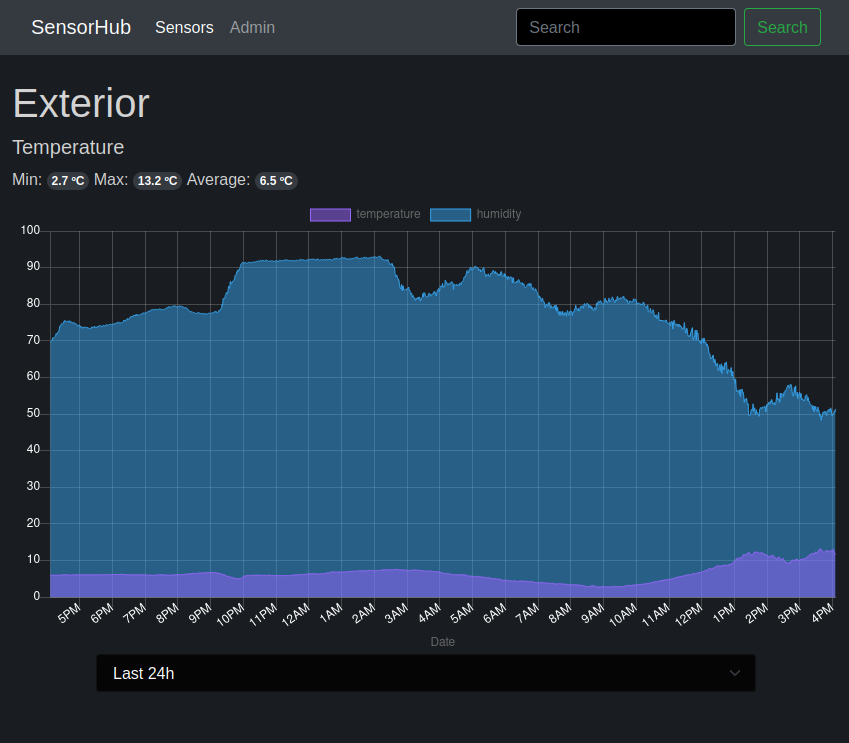 SensorHub Sensors Admin Search Search
Exterior
Temperature
Min: 2.7 ºC Max: 13.2 ºC Average: 6.5 ºC
temperature humidity
100
90
80
70
60
50
40
30
20
10
0
5PM 6PM 7PM 8PM 9PM 10PM 11PM 12AM 1AM 2AM 3AM 4AM 5AM 6AM 7AM 8AM 9AM 10AM 11AM 12PM 1PM 2PM 3PM 4PM
Date
Last 24h